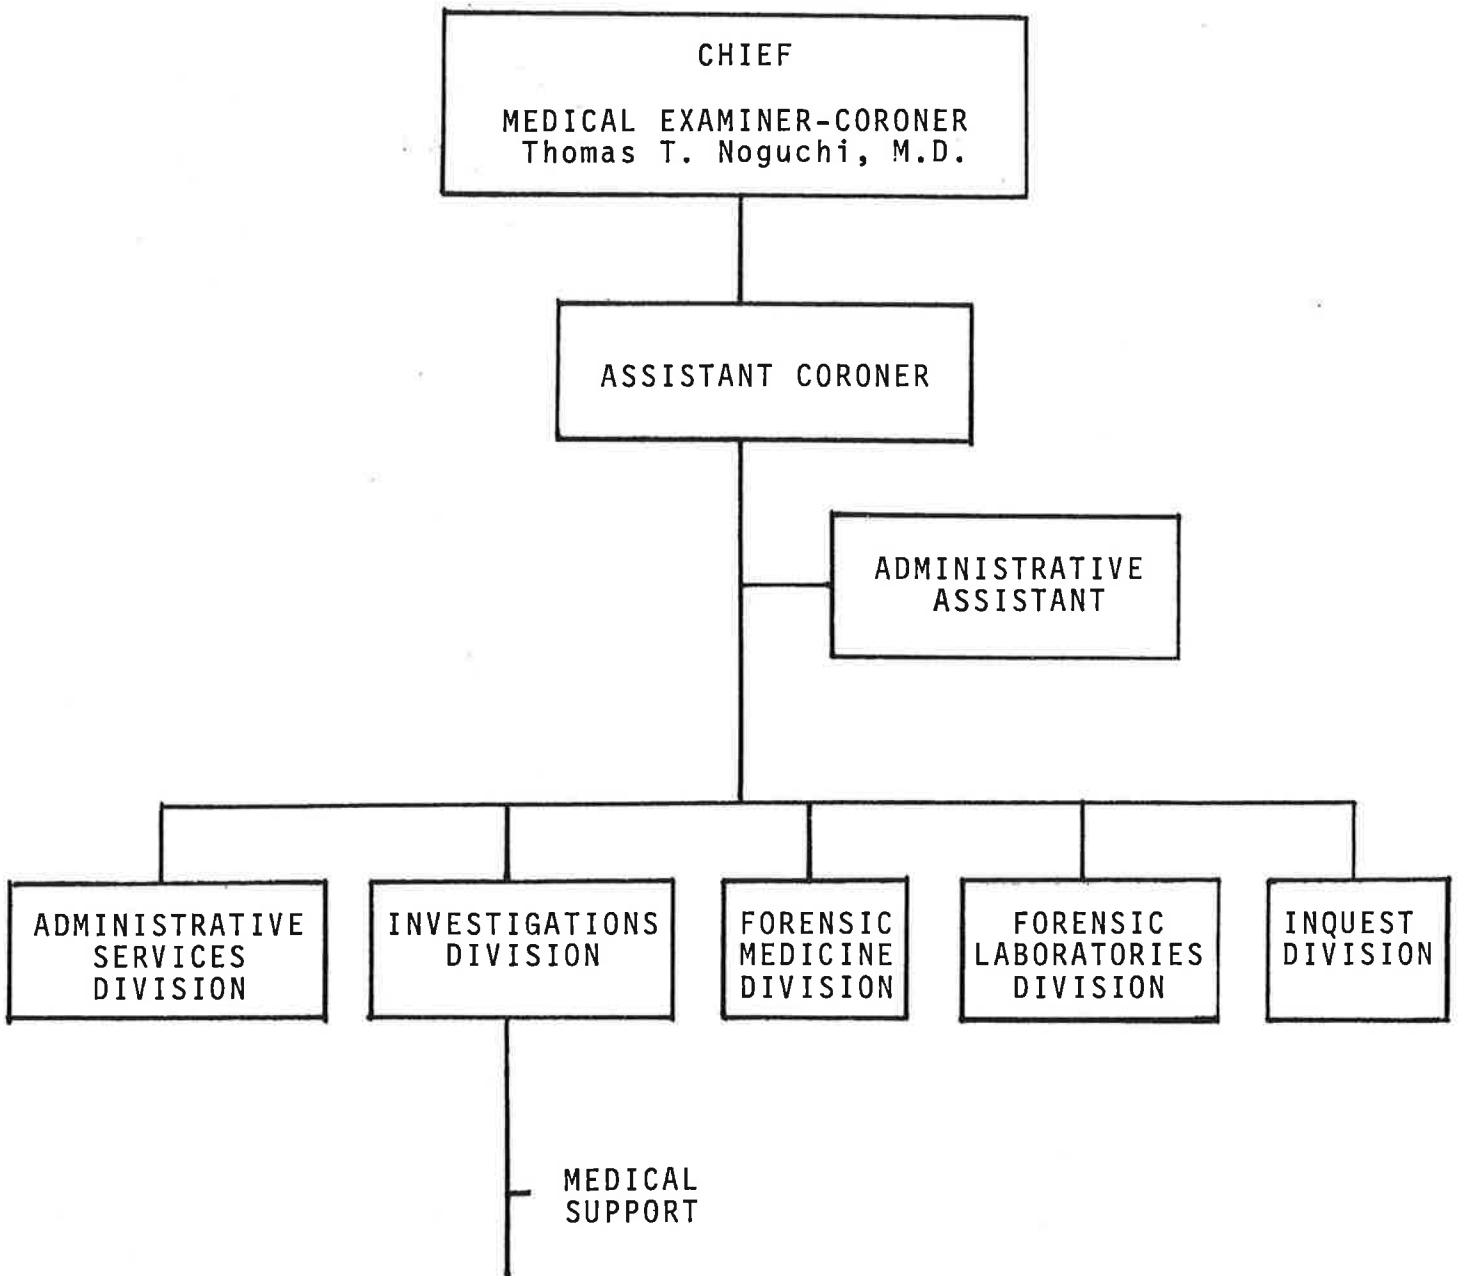 CHIEF
MEDICAL EXAMINER-CORONER
Thomas T. Noguchi, M.D.
ASSISTANT CORONER
ADMINISTRATIVE
ASSISTANT
ADMINISTRATIVE
SERVICES
DIVISION
INVESTIGATIONS
DIVISION
FORENSIC
MEDICINE
DIVISION
FORENSIC
LABORATORIES
DIVISION
INQUEST
DIVISION
MEDICAL
SUPPORT